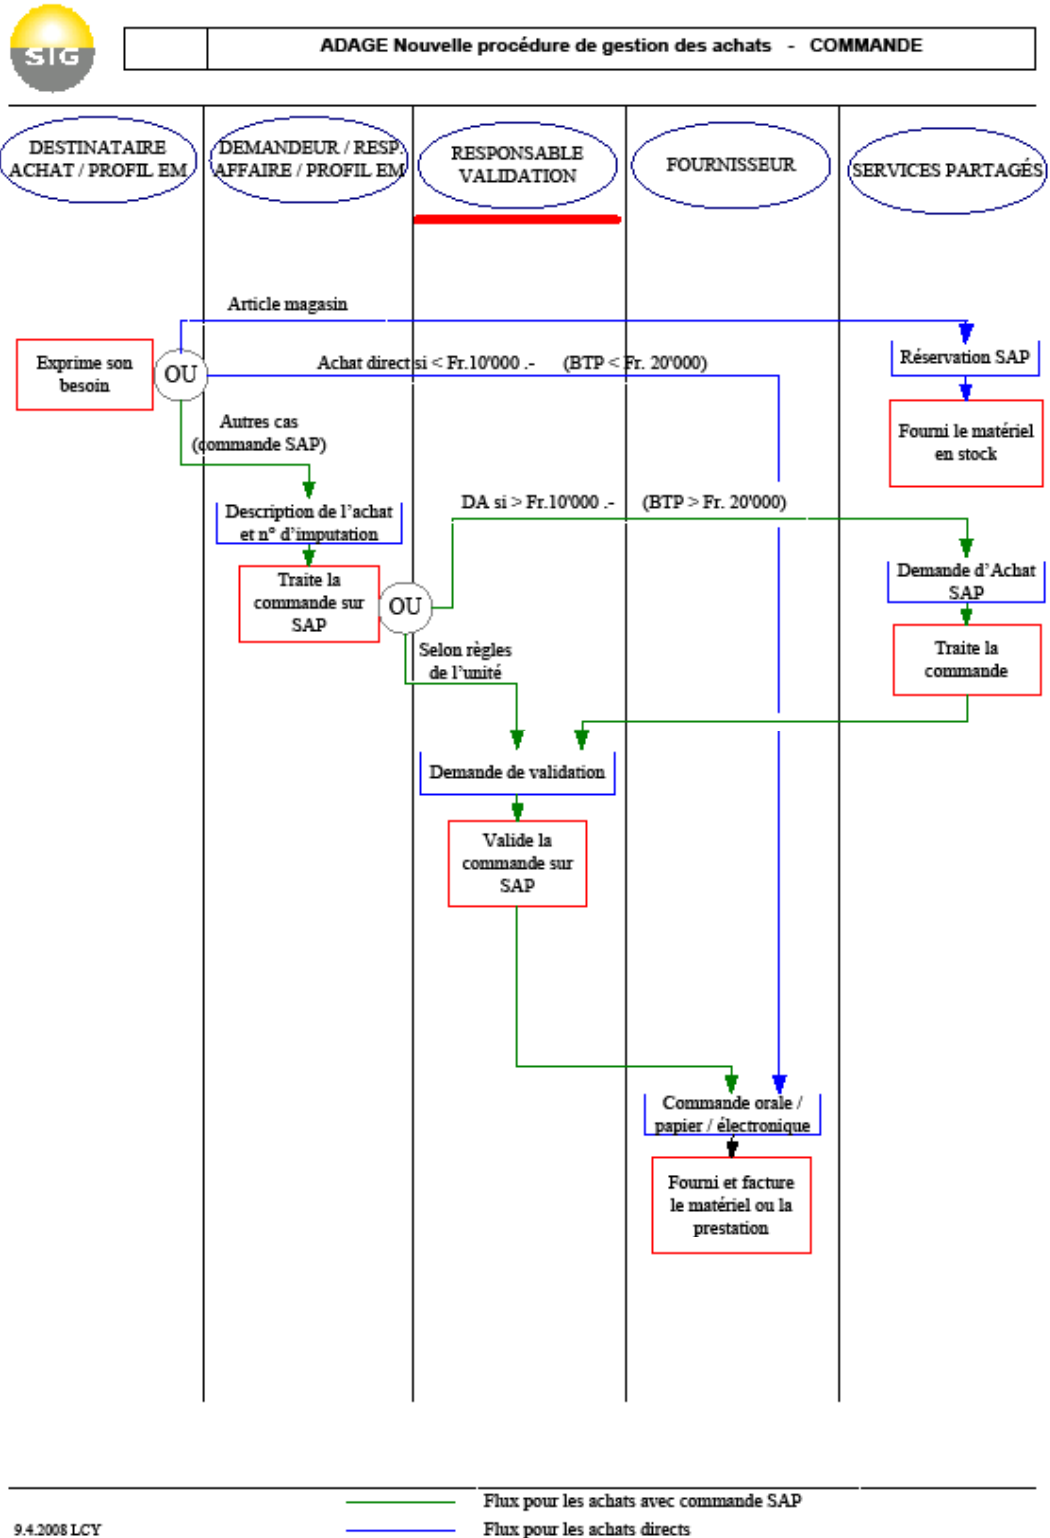 SIG
ADAGE Nouvelle procédure de gestion des achats - COMMANDE
DESTINATAIRE
ACHAT / PROFIL EM
DEMANDEUR / RESP.
AFFAIRE / PROFIL EM
RESPONSABLE
VALIDATION
FOURNISSEUR
SERVICES PARTAGÉS
Article magasin
Exprime son
besoin
OU
Achat direct si < Fr.10'000 .- (BTP < Fr. 20'000)
Réservation SAP
Fourni le matériel
en stock
Autres cas
(commande SAP)
Description de l'achat
et n° d'imputation
DA si > Fr.10'000 .- (BTP > Fr. 20'000)
Traite la
commande sur
SAP
OU
Demande d'Achat
SAP
Traite la
commande
Selon règles
de l'unité
Demande de validation
Valide la
commande sur
SAP
Commande orale /
papier / électronique
Fourni et facture
le matériel ou la
prestation
Flux pour les achats avec commande SAP
9.4.2008 LCY
Flux pour les achats directs